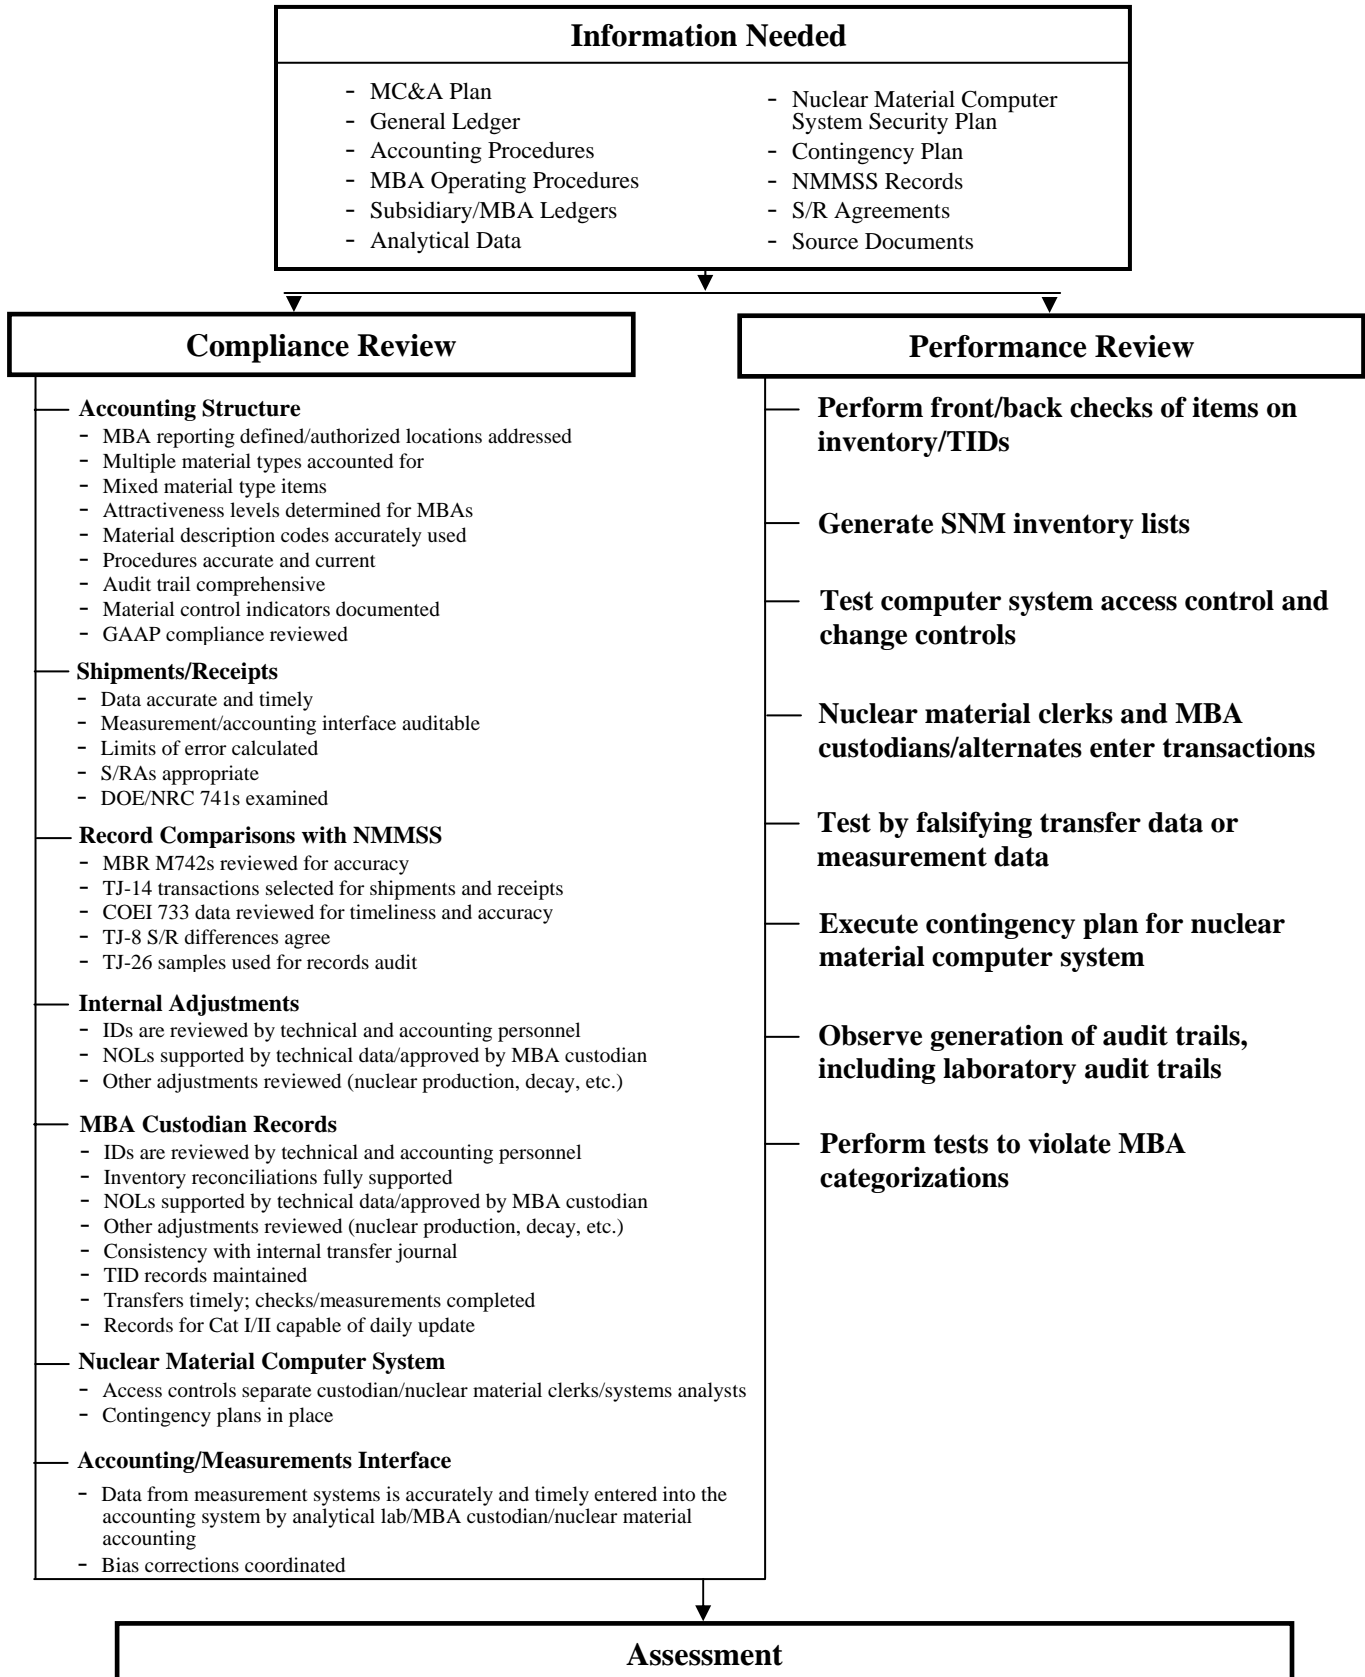 Information Needed
- MC&A Plan
- General Ledger
- Accounting Procedures
- MBA Operating Procedures
- Subsidiary/MBA Ledgers
- Analytical Data
- Nuclear Material Computer
System Security Plan
- Contingency Plan
- NMMSS Records
- S/R Agreements
- Source Documents
Compliance Review
Accounting Structure
- MBA reporting defined/authorized locations addressed
- Multiple material types accounted for
- Mixed material type items
- Attractiveness levels determined for MBAs
- Material description codes accurately used
- Procedures accurate and current
- Audit trail comprehensive
- Material control indicators documented
- GAAP compliance reviewed
Shipments/Receipts
- Data accurate and timely
- Measurement/accounting interface auditable
- Limits of error calculated
- S/RAs appropriate
- DOE/NRC 741s examined
Record Comparisons with NMMSS
- MBR M742s reviewed for accuracy
- TJ-14 transactions selected for shipments and receipts
- COEI 733 data reviewed for timeliness and accuracy
- TJ-8 S/R differences agree
- TJ-26 samples used for records audit
Internal Adjustments
- IDs are reviewed by technical and accounting personnel
- NOLs supported by technical data/approved by MBA custodian
- Other adjustments reviewed (nuclear production, decay, etc.)
MBA Custodian Records
- IDs are reviewed by technical and accounting personnel
- Inventory reconciliations fully supported
- NOLs supported by technical data/approved by MBA custodian
- Other adjustments reviewed (nuclear production, decay, etc.)
- Consistency with internal transfer journal
- TID records maintained
- Transfers timely; checks/measurements completed
- Records for Cat I/II capable of daily update
Nuclear Material Computer System
- Access controls separate custodian/nuclear material clerks/systems analysts
- Contingency plans in place
Accounting/Measurements Interface
- Data from measurement systems is accurately and timely entered into the
accounting system by analytical lab/MBA custodian/nuclear material
accounting
- Bias corrections coordinated
Performance Review
Perform front/back checks of items on
inventory/TIDs
Generate SNM inventory lists
Test computer system access control and
change controls
Nuclear material clerks and MBA
custodians/alternates enter transactions
Test by falsifying transfer data or
measurement data
Execute contingency plan for nuclear
material computer system
Observe generation of audit trails,
including laboratory audit trails
Perform tests to violate MBA
categorizations
Assessment